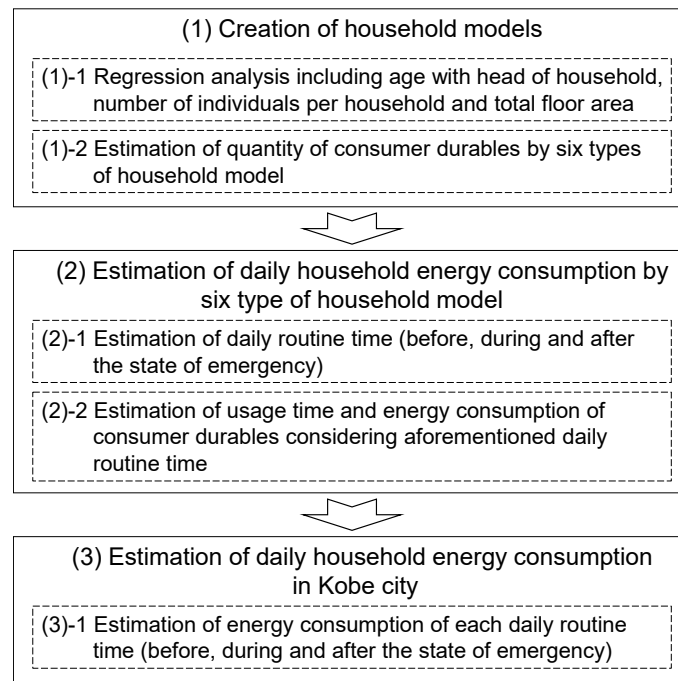 (1) Creation of household models
(1)-1 Regression analysis including age with head of household,
number of individuals per household and total floor area
(1)-2 Estimation of quantity of consumer durables by six types
of household model
(2) Estimation of daily household energy consumption by
six type of household model
(2)-1 Estimation of daily routine time (before, during and after
the state of emergency)
(2)-2 Estimation of usage time and energy consumption of
consumer durables considering aforementioned daily
routine time
(3) Estimation of daily household energy consumption
in Kobe city
(3)-1 Estimation of energy consumption of each daily routine
time (before, during and after the state of emergency)